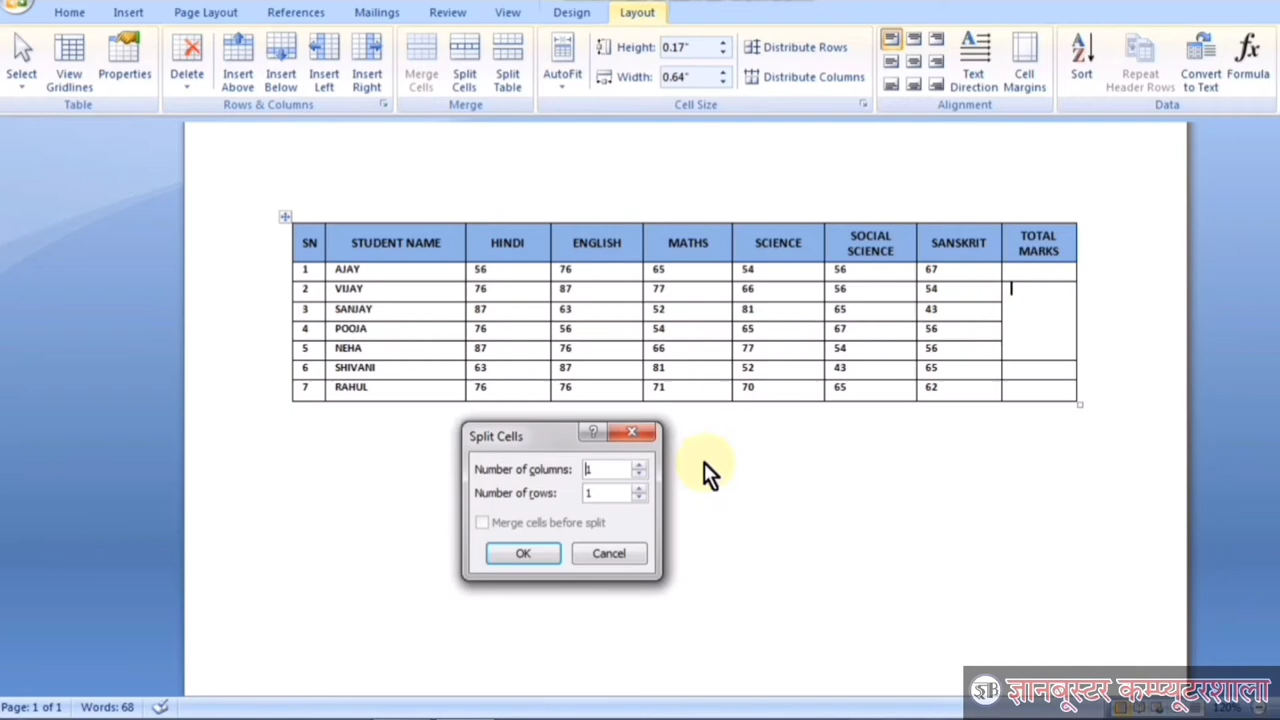 Home Insert Page Layout References Mailings Review View Design Layout
Height: 0.17" Distribute Rows
Width: 0.64" Distribute Columns
Select View Gridlines Properties Delete Insert Above Insert Below Insert Left Insert Right Merge Cells Split Cells Split Table AutoFit Text Direction Cell Margins Sort Repeat Header Rows Convert to Text Formula
Table Rows & Columns Merge Cell Size Alignment Data
SN STUDENT NAME HINDI ENGLISH MATHS SCIENCE SOCIAL SCIENCE SANSKRIT TOTAL MARKS
1 AJAY 56 76 65 54 56 67
2 VIJAY 76 87 77 66 56 54
3 SANJAY 87 63 52 81 65 43
4 POOJA 76 56 54 65 67 56
5 NEHA 87 76 66 77 54 56
6 SHIVANI 63 87 81 52 43 65
7 RAHUL 76 76 71 70 65 62
Split Cells
Number of columns: 1
Number of rows: 1
Merge cells before split
OK Cancel
ज्ञानबूस्टर कम्प्यूटरशाला
Page: 1 of 1 Words: 68 120%